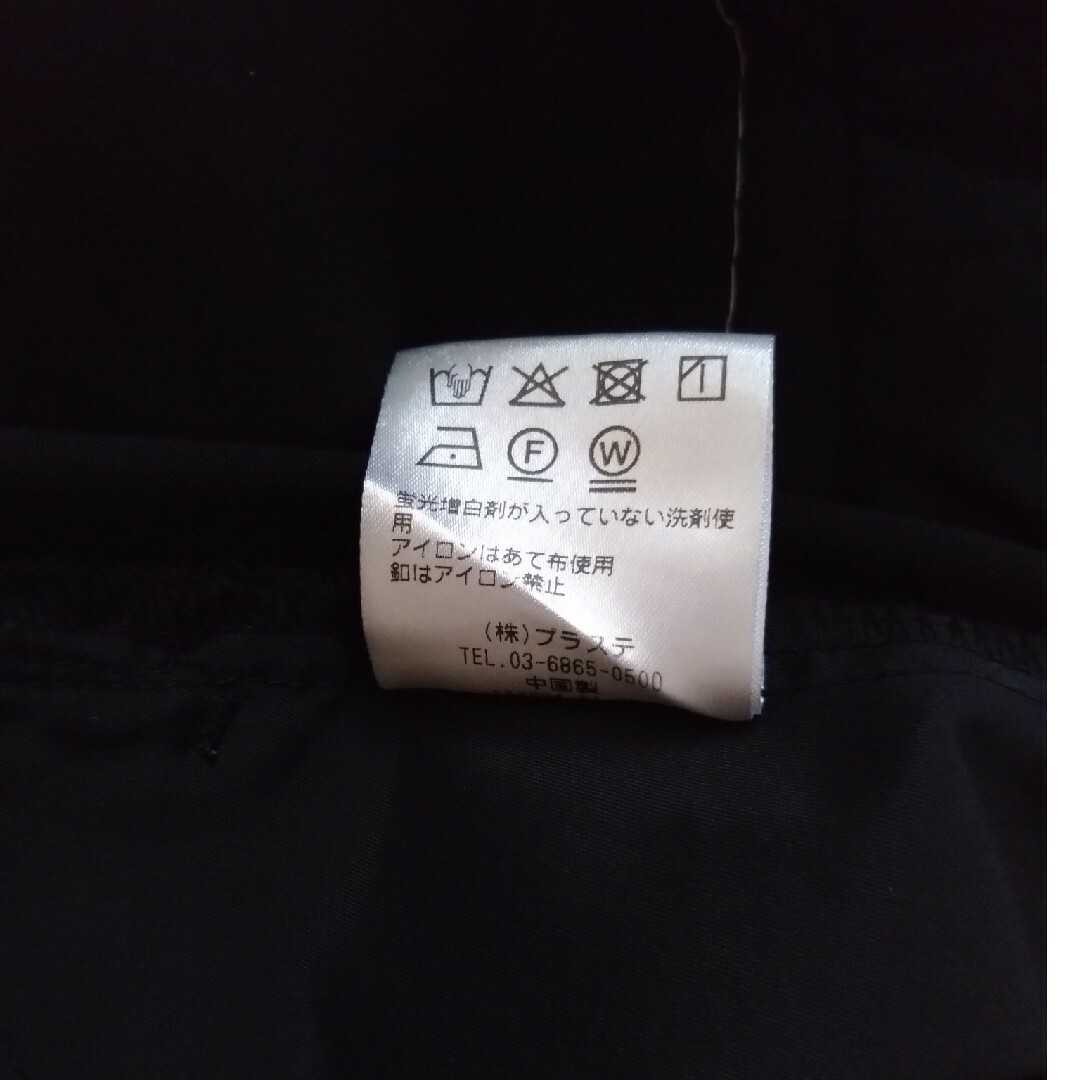 F W
蛍光増白剤が入っていない洗剤使
用
アイロンはあて布使用
釦はアイロン禁止
(株)プラステ
TEL.03-6865-0500
中国製